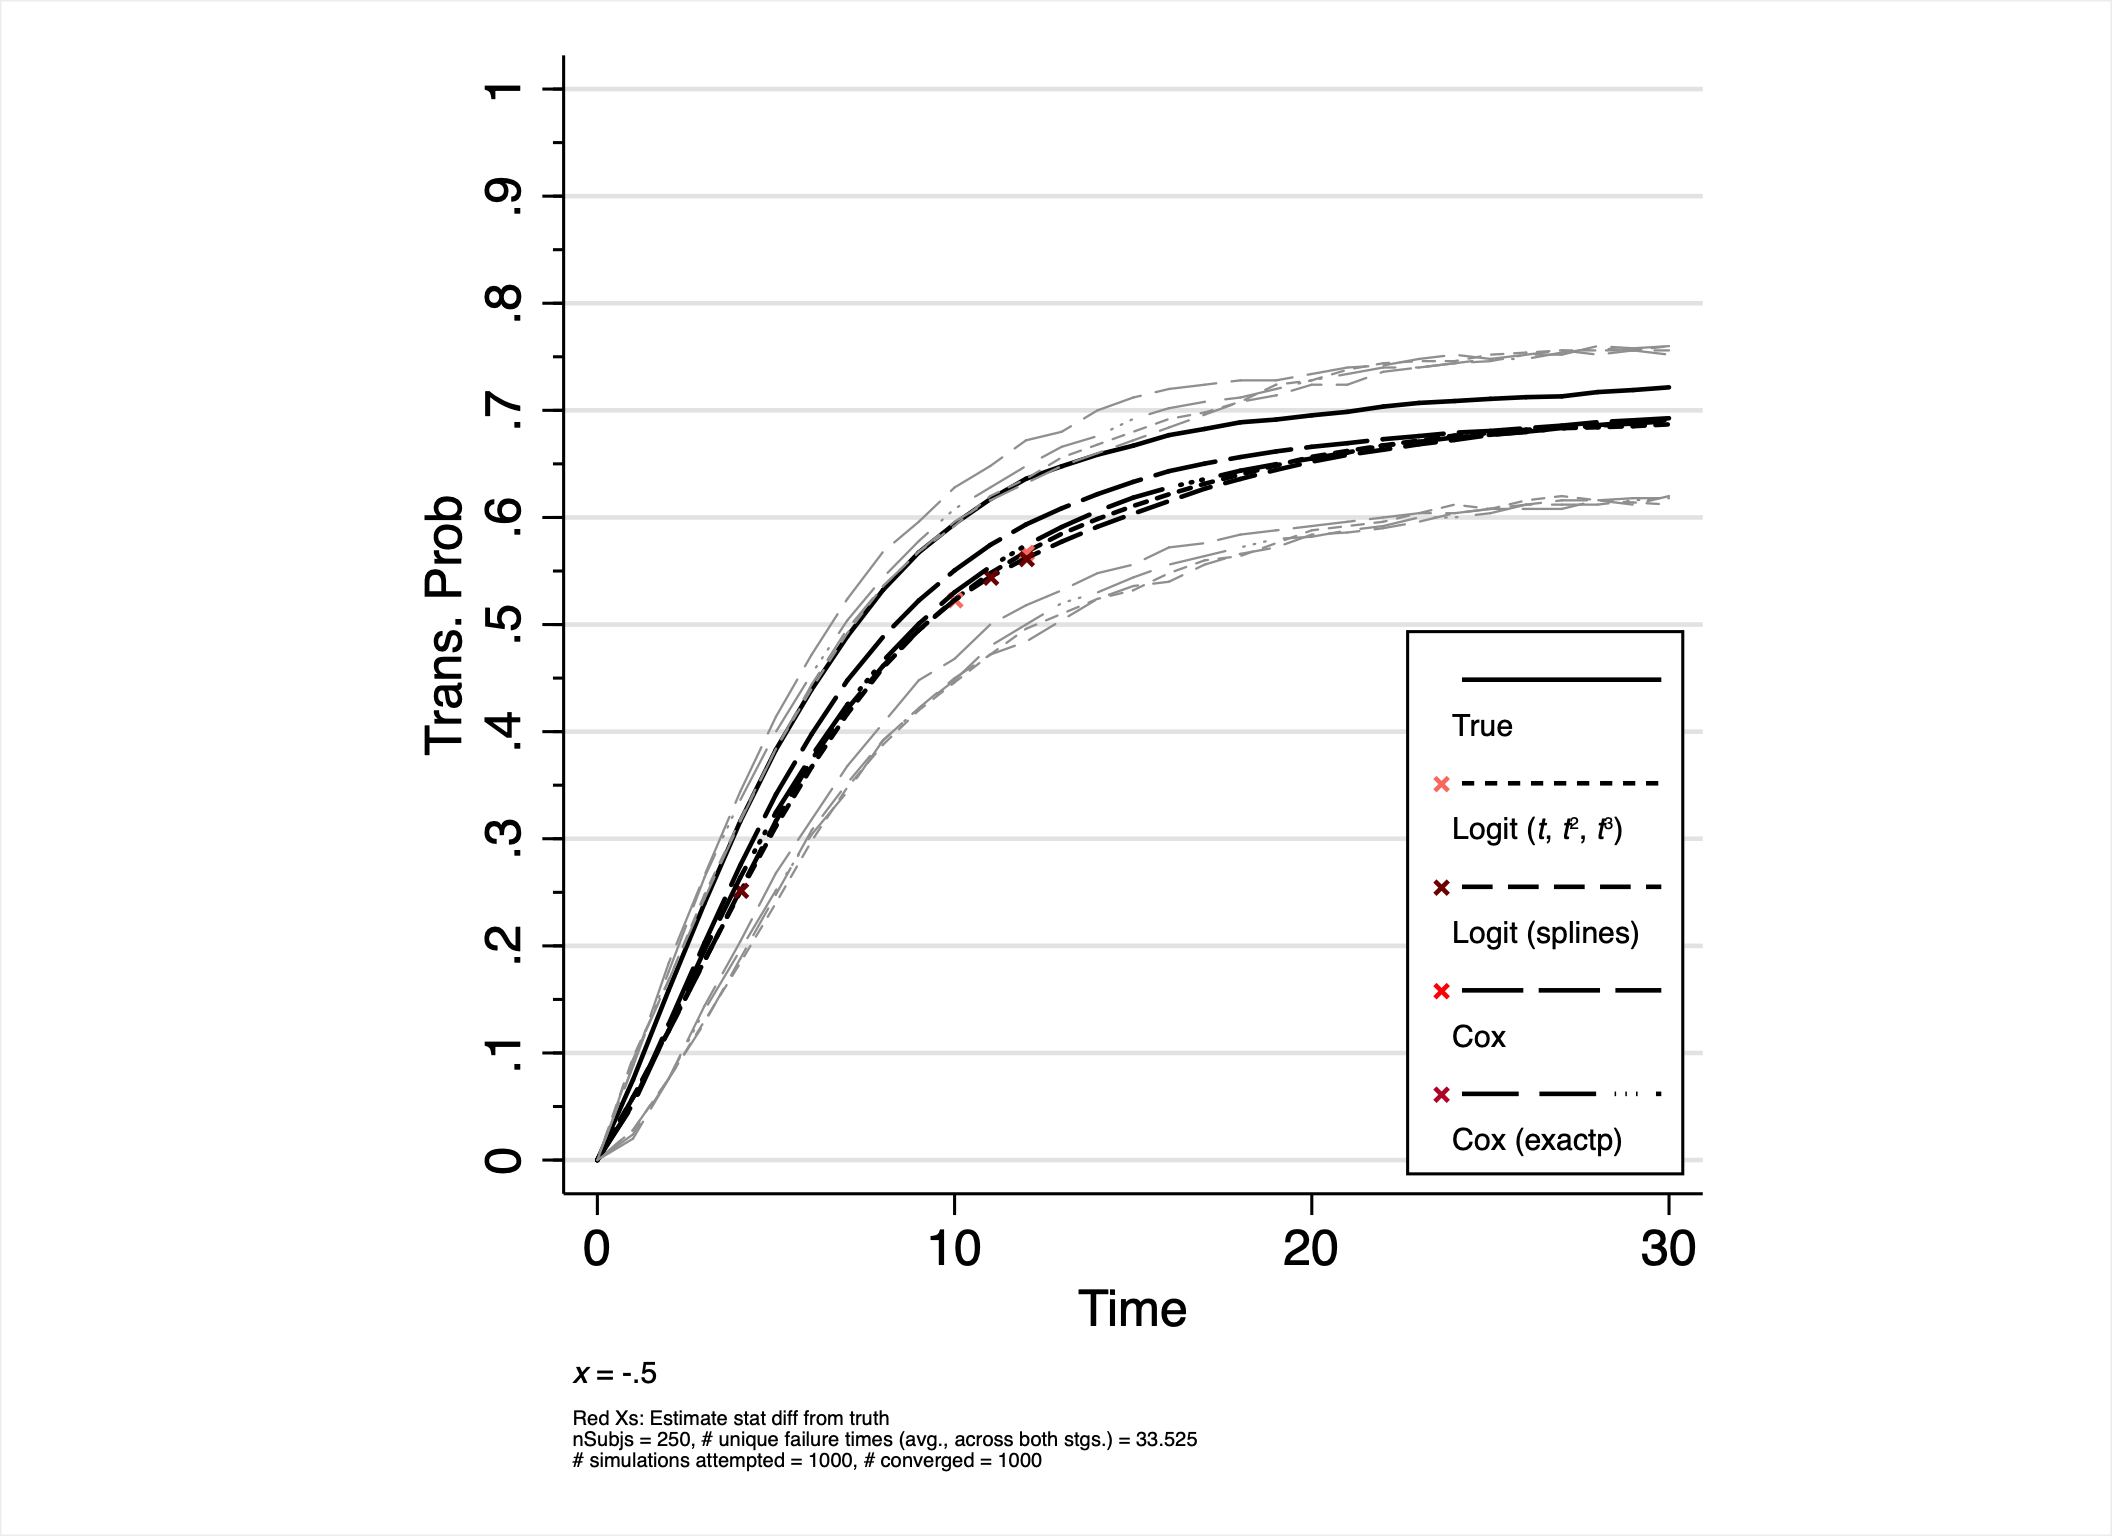 1
.9
.8
.7
.6
.5
.4
.3
.2
.1
0
Trans. Prob
True
Logit (t, t², t³)
Logit (splines)
Cox
Cox (exactp)
0 10 20 30
Time
x = -.5
Red Xs: Estimate stat diff from truth
nSubjs = 250, # unique failure times (avg., across both stgs.) = 33.525
# simulations attempted = 1000, # converged = 1000